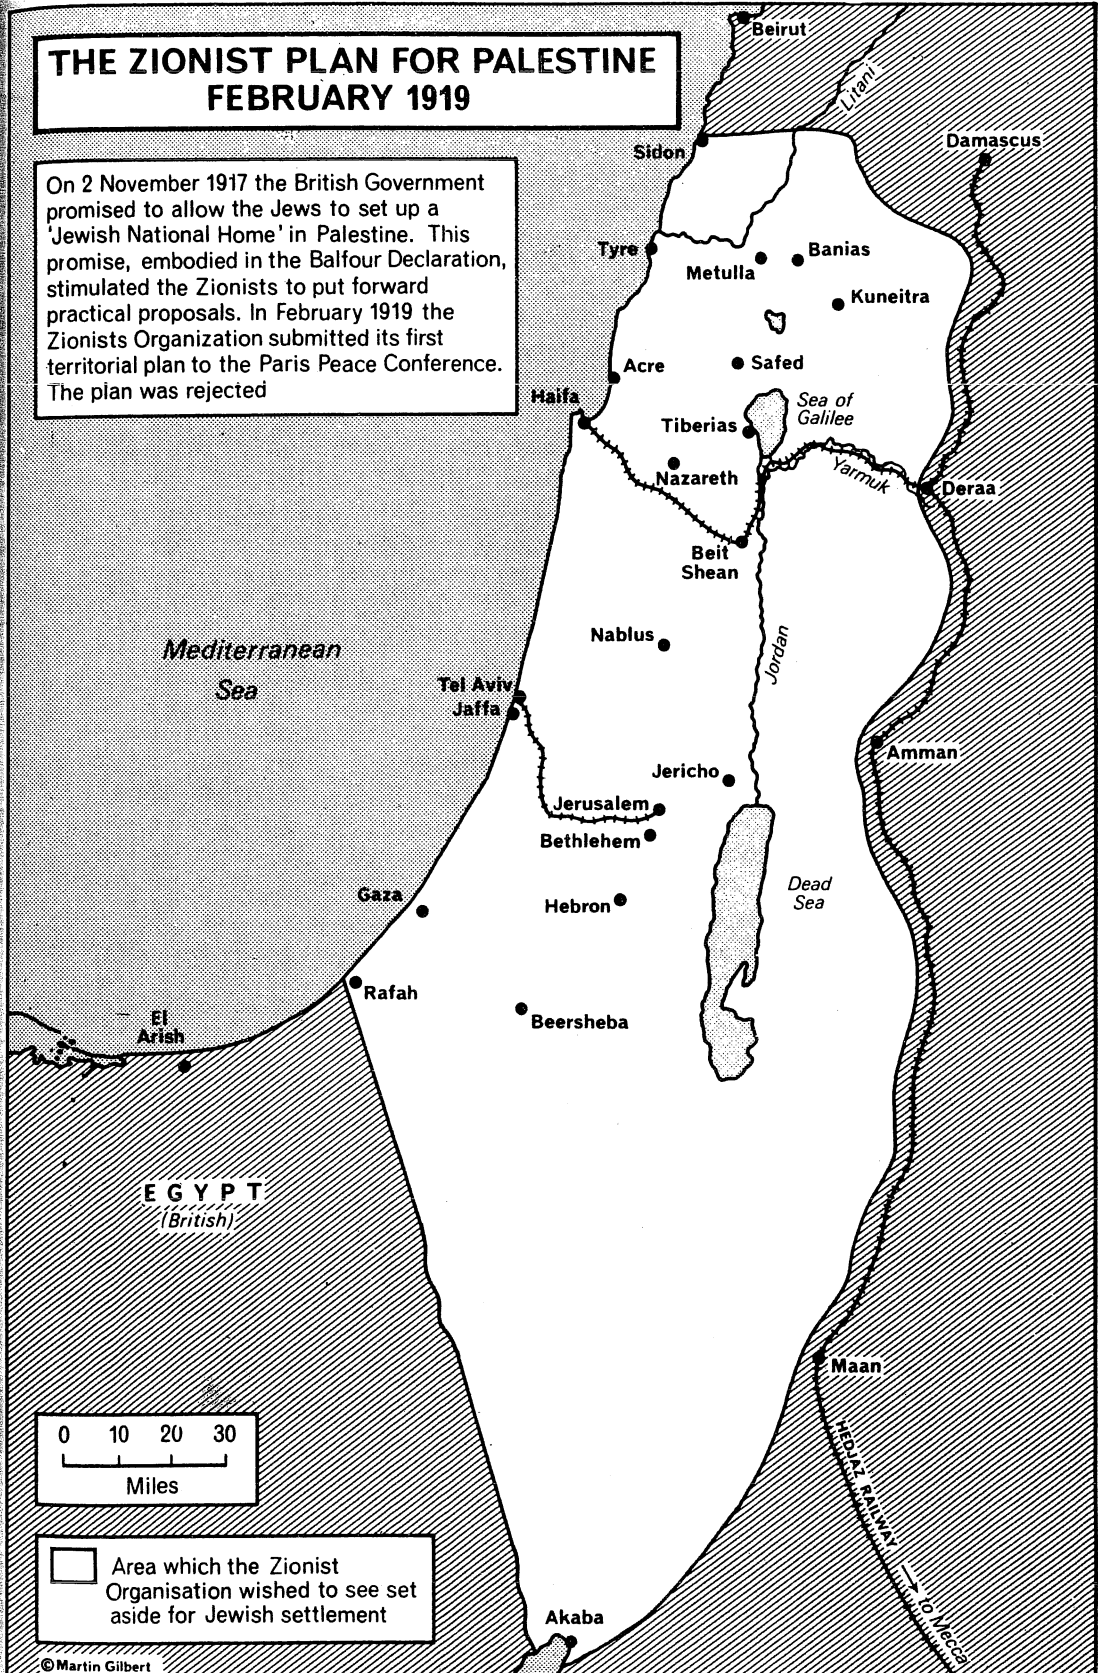 THE ZIONIST PLAN FOR PALESTINE
FEBRUARY 1919
On 2 November 1917 the British Government
promised to allow the Jews to set up a
'Jewish National Home' in Palestine. This
promise, embodied in the Balfour Declaration,
stimulated the Zionists to put forward
practical proposals. In February 1919 the
Zionists Organization submitted its first
territorial plan to the Paris Peace Conference.
The plan was rejected
Beirut
Litani
Sidon
Damascus
Tyre
Metulla
Banias
Kuneitra
Acre
Safed
Haifa
Sea of
Galilee
Tiberias
Nazareth
Yarmuk
Deraa
Beit
Shean
Nablus
Jordan
Mediterranean
Sea
Tel Aviv
Jaffa
Amman
Jericho
Jerusalem
Bethlehem
Dead
Sea
Gaza
Hebron
Rafah
Beersheba
El
Arish
EGYPT
(British)
Maan
HEDJAZ RAILWAY → to Mecca
0 10 20 30
Miles
Area which the Zionist
Organisation wished to see set
aside for Jewish settlement
Akaba
©Martin Gilbert